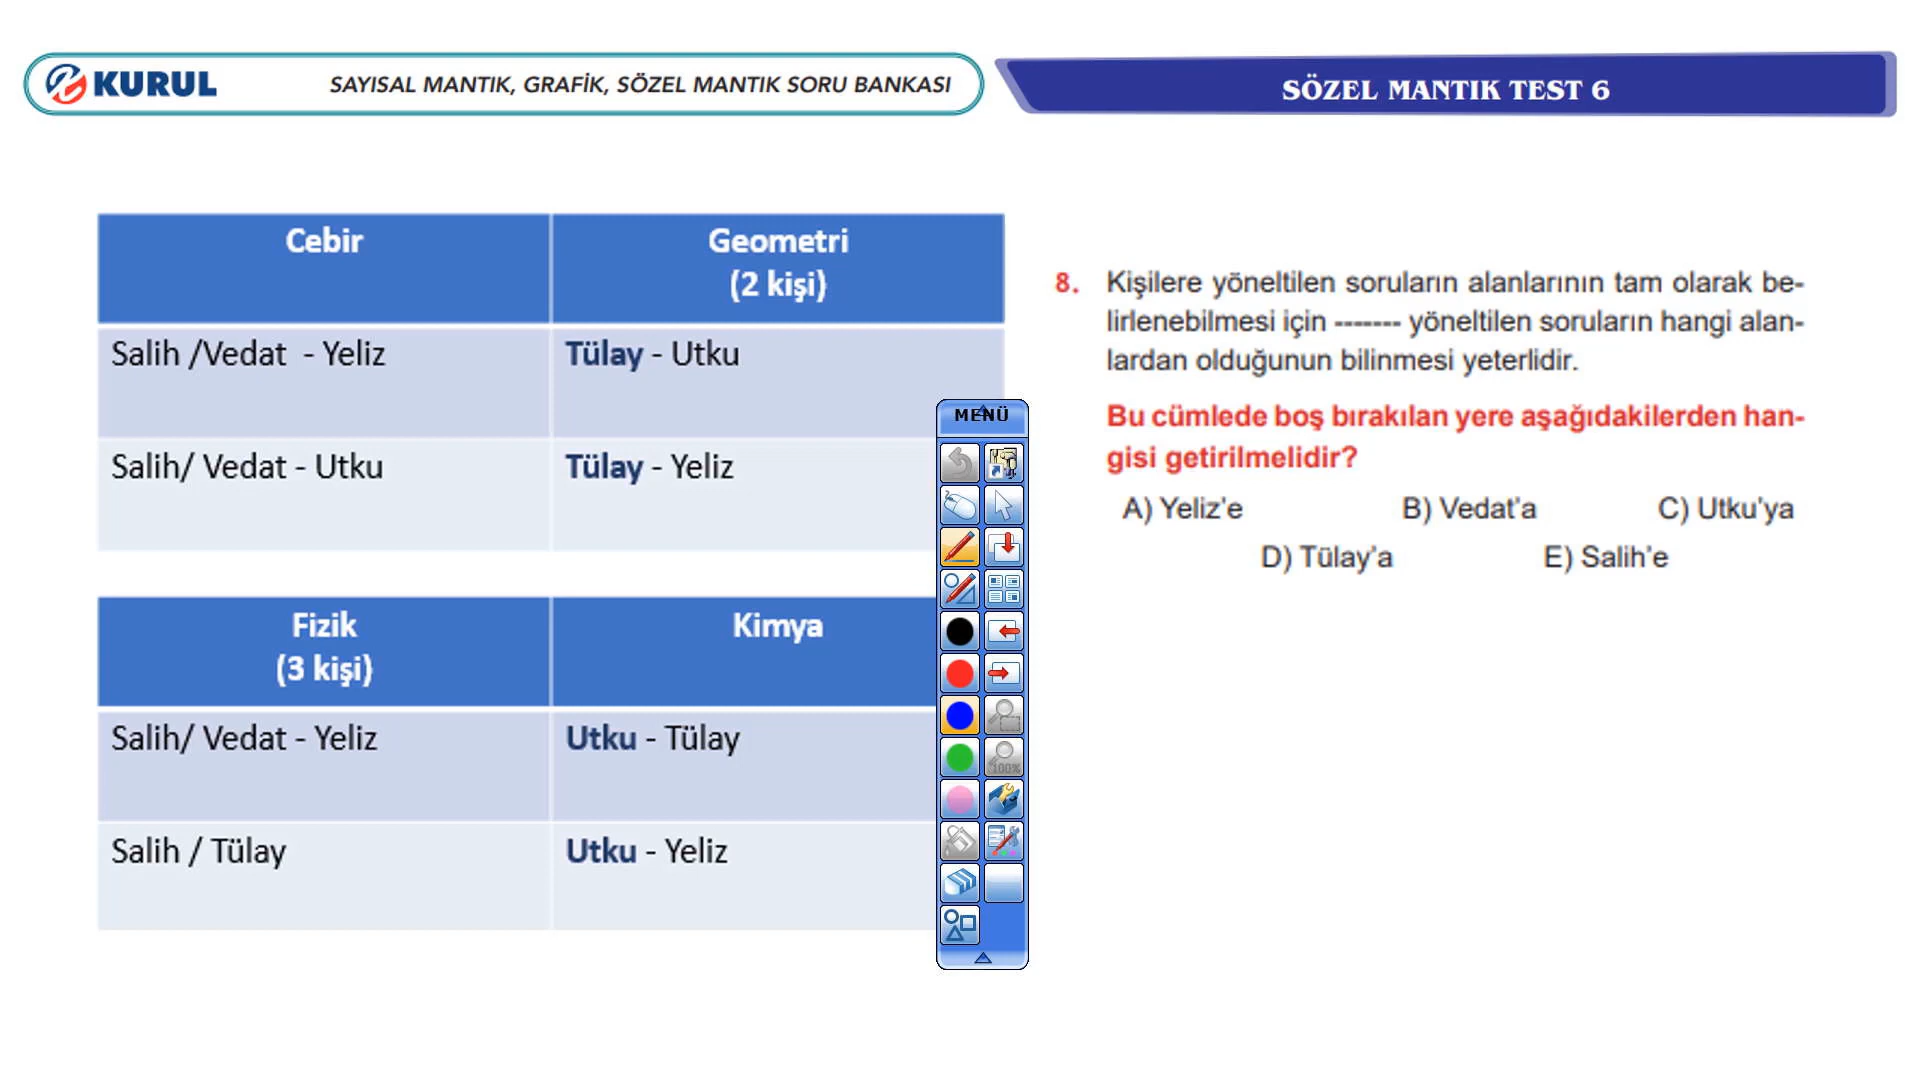 KURUL
SAYISAL MANTIK, GRAFİK, SÖZEL MANTIK SORU BANKASI
SÖZEL MANTIK TEST 6
Cebir
Geometri
(2 kişi)
Salih /Vedat - Yeliz
Tülay - Utku
Salih/ Vedat - Utku
Tülay - Yeliz
Fizik
(3 kişi)
Kimya
Salih/ Vedat - Yeliz
Utku - Tülay
Salih / Tülay
Utku - Yeliz
MENÜ
100%
8. Kişilere yöneltilen soruların alanlarının tam olarak be-
lirlenebilmesi için ------- yöneltilen soruların hangi alan-
lardan olduğunun bilinmesi yeterlidir.
Bu cümlede boş bırakılan yere aşağıdakilerden han-
gisi getirilmelidir?
A) Yeliz'e B) Vedat'a C) Utku'ya
D) Tülay'a E) Salih'e